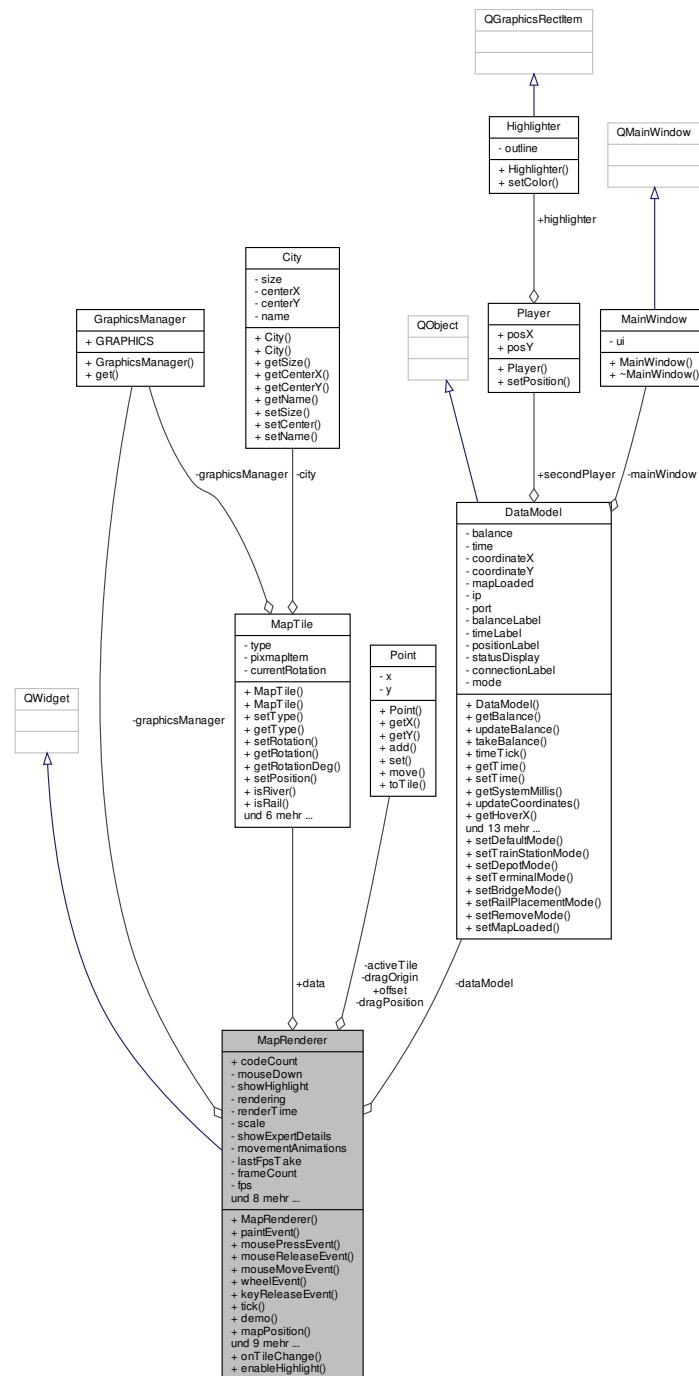 QGraphicsRectItem
Highlighter
- outline
+ Highlighter()
+ setColor()
QMainWindow
+highlighter
City
- size
- centerX
- centerY
- name
+ City()
+ City()
+ getSize()
+ getCenterX()
+ getCenterY()
+ getName()
+ setSize()
+ setCenter()
+ setName()
GraphicsManager
+ GRAPHICS
+ GraphicsManager()
+ get()
QObject
Player
+ posX
+ posY
+ Player()
+ setPosition()
MainWindow
- ui
+ MainWindow()
+ ~MainWindow()
-graphicsManager
-city
+secondPlayer
-mainWindow
DataModel
- balance
- time
- coordinateX
- coordinateY
- mapLoaded
- ip
- port
- balanceLabel
- timeLabel
- positionLabel
- statusDisplay
- connectionLabel
- mode
+ DataModel()
+ getBalance()
+ updateBalance()
+ takeBalance()
+ timeTick()
+ getTime()
+ setTime()
+ getSystemMillis()
+ updateCoordinates()
+ getHoverX()
und 13 mehr ...
+ setDefaultMode()
+ setTrainStationMode()
+ setDepotMode()
+ setTerminalMode()
+ setBridgeMode()
+ setRailPlacementMode()
+ setRemoveMode()
+ setMapLoaded()
MapTile
- type
- pixmapItem
- currentRotation
+ MapTile()
+ MapTile()
+ setType()
+ getType()
+ setRotation()
+ getRotation()
+ getRotationDeg()
+ setPosition()
+ isRiver()
+ isRail()
und 6 mehr ...
Point
- x
- y
+ Point()
+ getX()
+ getY()
+ add()
+ set()
+ move()
+ toTile()
QWidget
-graphicsManager
+data
-activeTile
-dragOrigin
+offset
-dragPosition
-dataModel
MapRenderer
+ codeCount
- mouseDown
- showHighlight
- rendering
- renderTime
- scale
- showExpertDetails
- movementAnimations
- lastFpsTake
- frameCount
- fps
und 8 mehr ...
+ MapRenderer()
+ paintEvent()
+ mousePressEvent()
+ mouseReleaseEvent()
+ mouseMoveEvent()
+ wheelEvent()
+ keyReleaseEvent()
+ tick()
+ demo()
+ mapPosition()
und 9 mehr ...
+ onTileChange()
+ enableHighlight()